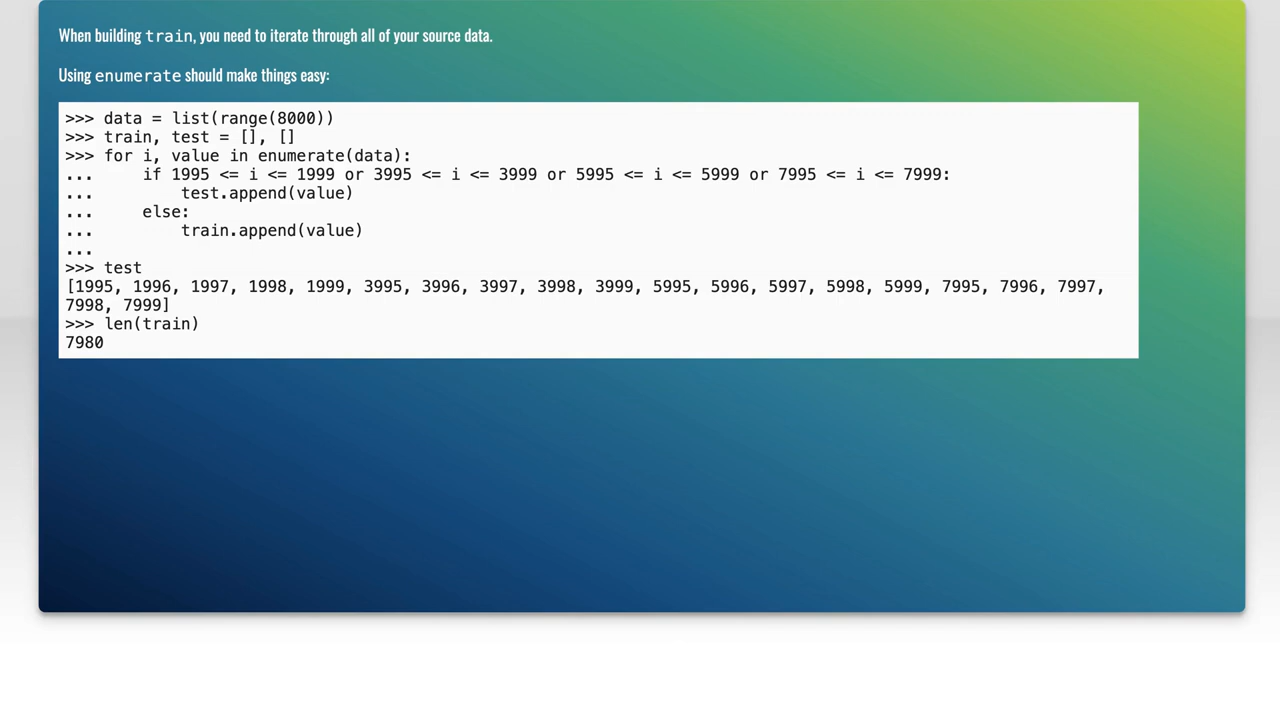 When building train, you need to iterate through all of your source data.
Using enumerate should make things easy:
>>> data = list(range(8000))
>>> train, test = [], []
>>> for i, value in enumerate(data):
...     if 1995 <= i <= 1999 or 3995 <= i <= 3999 or 5995 <= i <= 5999 or 7995 <= i <= 7999:
...         test.append(value)
...     else:
...         train.append(value)
...
>>> test
[1995, 1996, 1997, 1998, 1999, 3995, 3996, 3997, 3998, 3999, 5995, 5996, 5997, 5998, 5999, 7995, 7996, 7997,
7998, 7999]
>>> len(train)
7980